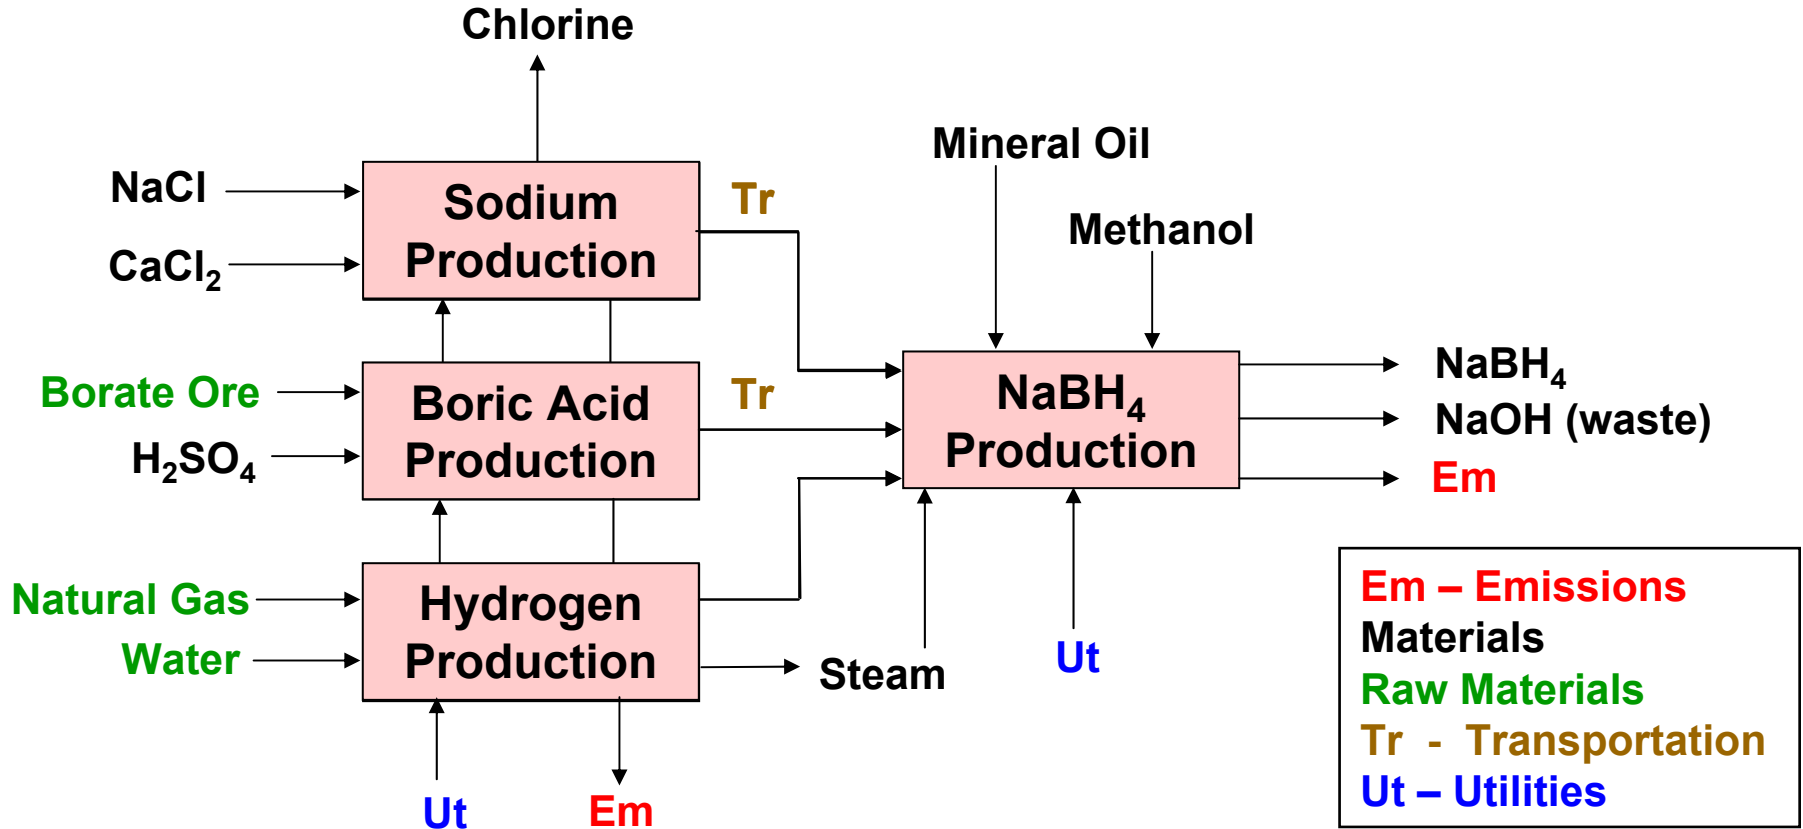 Chlorine
Mineral Oil
NaCl
Sodium
Production
Tr
Methanol
CaCl₂
Borate Ore
Boric Acid
Production
Tr
H₂SO₄
NaBH₄
Production
NaBH₄
NaOH (waste)
Em
Natural Gas
Hydrogen
Production
Water
Steam
Ut
Ut
Em
Em – Emissions
Materials
Raw Materials
Tr - Transportation
Ut – Utilities